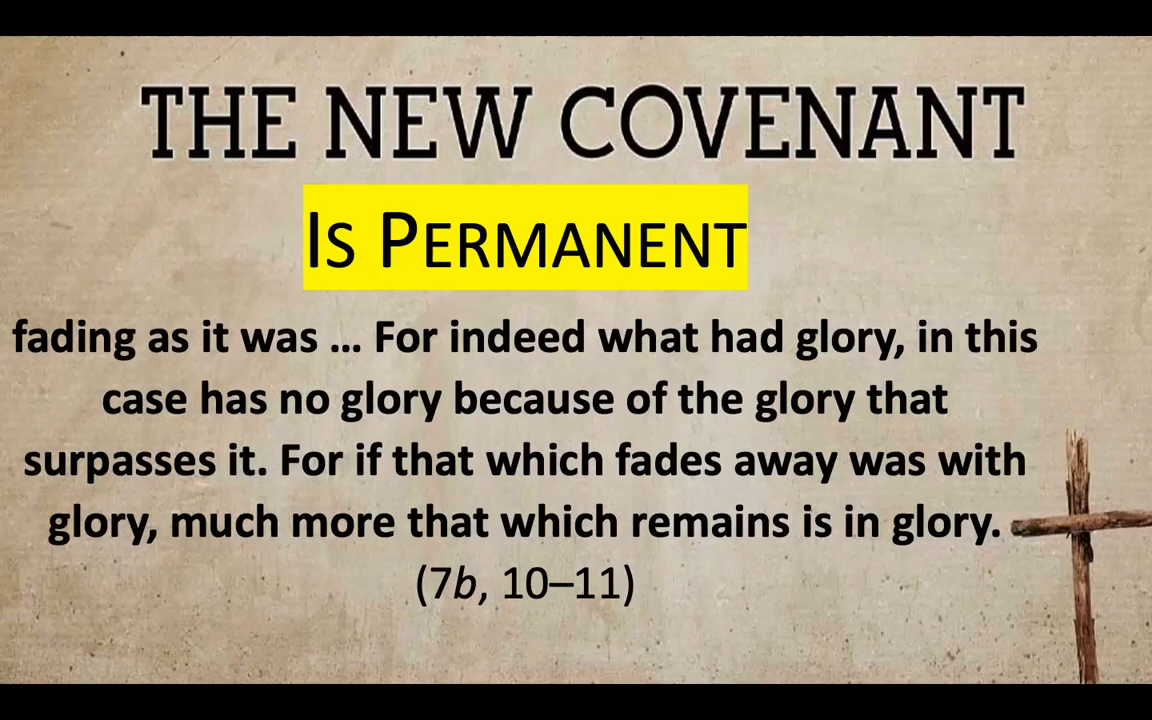 THE NEW COVENANT
IS PERMANENT
fading as it was … For indeed what had glory, in this
case has no glory because of the glory that
surpasses it. For if that which fades away was with
glory, much more that which remains is in glory.
(7b, 10–11)